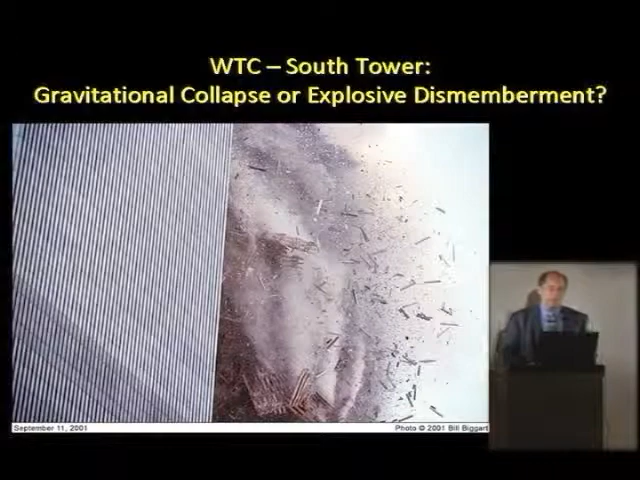 WTC – South Tower:
Gravitational Collapse or Explosive Dismemberment?
September 11, 2001
Photo © 2001 Bill Biggart